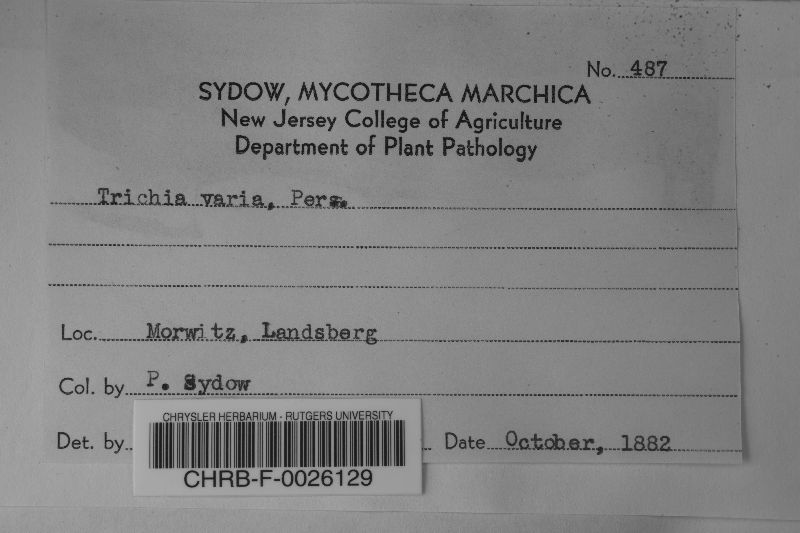 No. 487
SYDOW, MYCOTHECA MARCHICA
New Jersey College of Agriculture
Department of Plant Pathology
Trichia varia, Pers.
Loc. Morwitz, Landsberg
Col. by P. Sydow
Det. by
Date October, 1882
CHRYSLER HERBARIUM - RUTGERS UNIVERSITY
CHRB-F-0026129